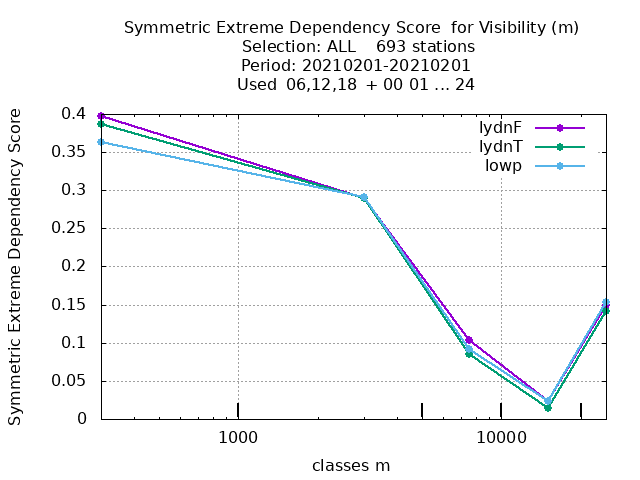 Symmetric Extreme Dependency Score  for Visibility (m)
Selection: ALL    693 stations
Period: 20210201-20210201
Used  06,12,18  + 00 01 ... 24
Symmetric Extreme Dependency Score
0.4
0.35
0.3
0.25
0.2
0.15
0.1
0.05
0
lydnF
lydnT
lowp
1000
10000
classes m